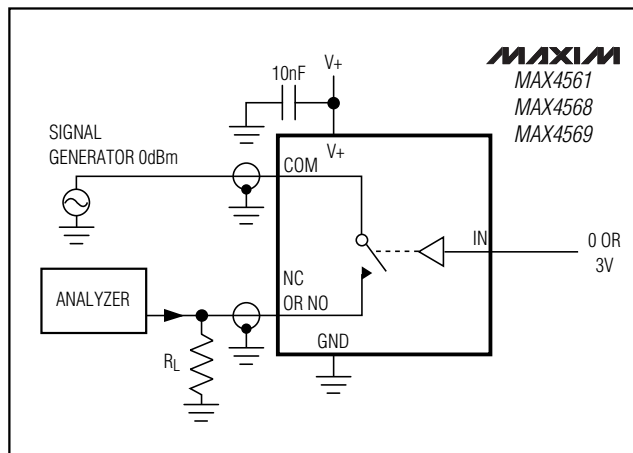 MAXIM
MAX4561
MAX4568
MAX4569
V+
10nF
SIGNAL
GENERATOR 0dBm
V+
COM
IN
0 OR
3V
NC
OR NO
ANALYZER
GND
RL